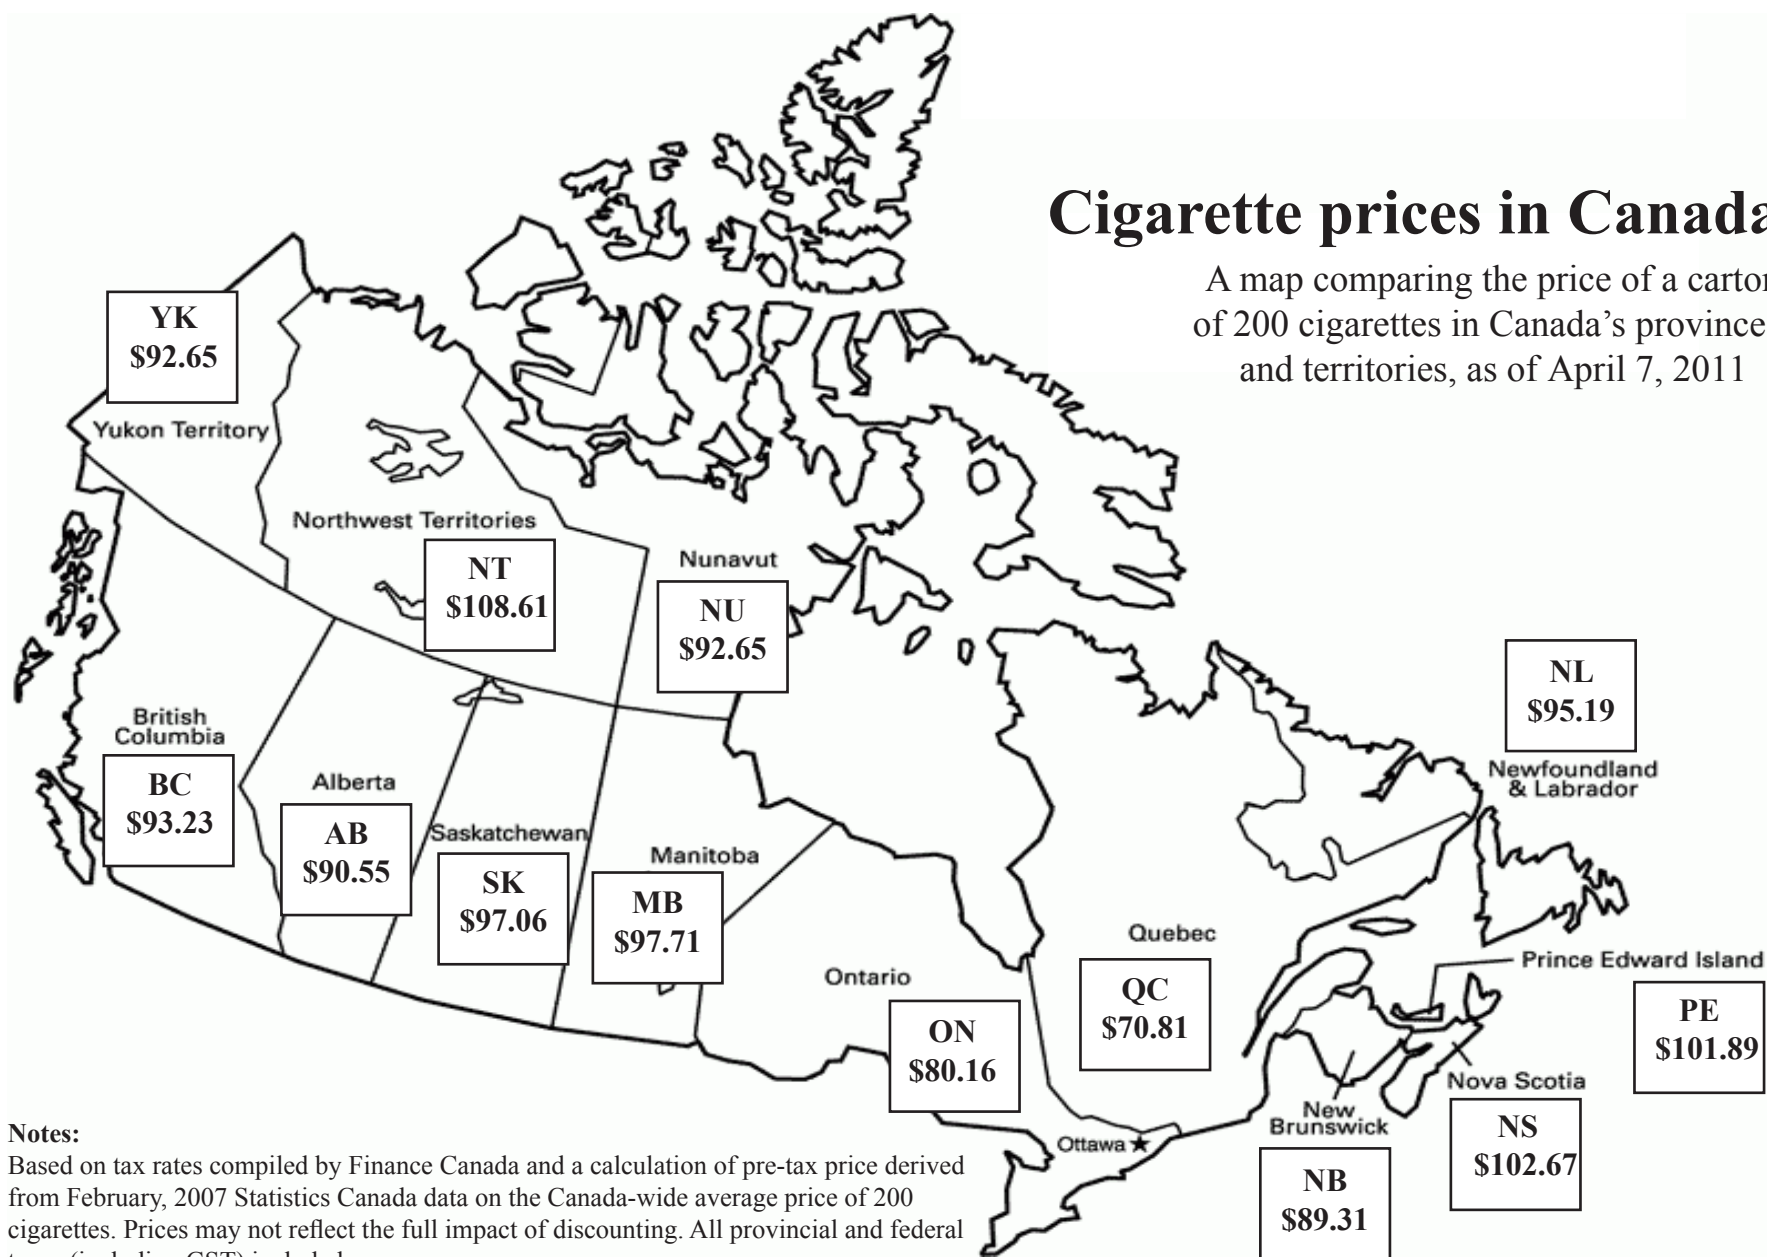 Cigarette prices in Canada
A map comparing the price of a carton
of 200 cigarettes in Canada’s province
and territories, as of April 7, 2011
YK
$92.65
Yukon Territory
Northwest Territories
NT
$108.61
Nunavut
NU
$92.65
NL
$95.19
Newfoundland
& Labrador
British
Columbia
BC
$93.23
Alberta
AB
$90.55
Saskatchewan
SK
$97.06
Manitoba
MB
$97.71
Ontario
ON
$80.16
Quebec
QC
$70.81
Prince Edward Island
PE
$101.89
Nova Scotia
NS
$102.67
New
Brunswick
NB
$89.31
Ottawa
Notes:
Based on tax rates compiled by Finance Canada and a calculation of pre-tax price derived
from February, 2007 Statistics Canada data on the Canada-wide average price of 200
cigarettes. Prices may not reflect the full impact of discounting. All provincial and federal